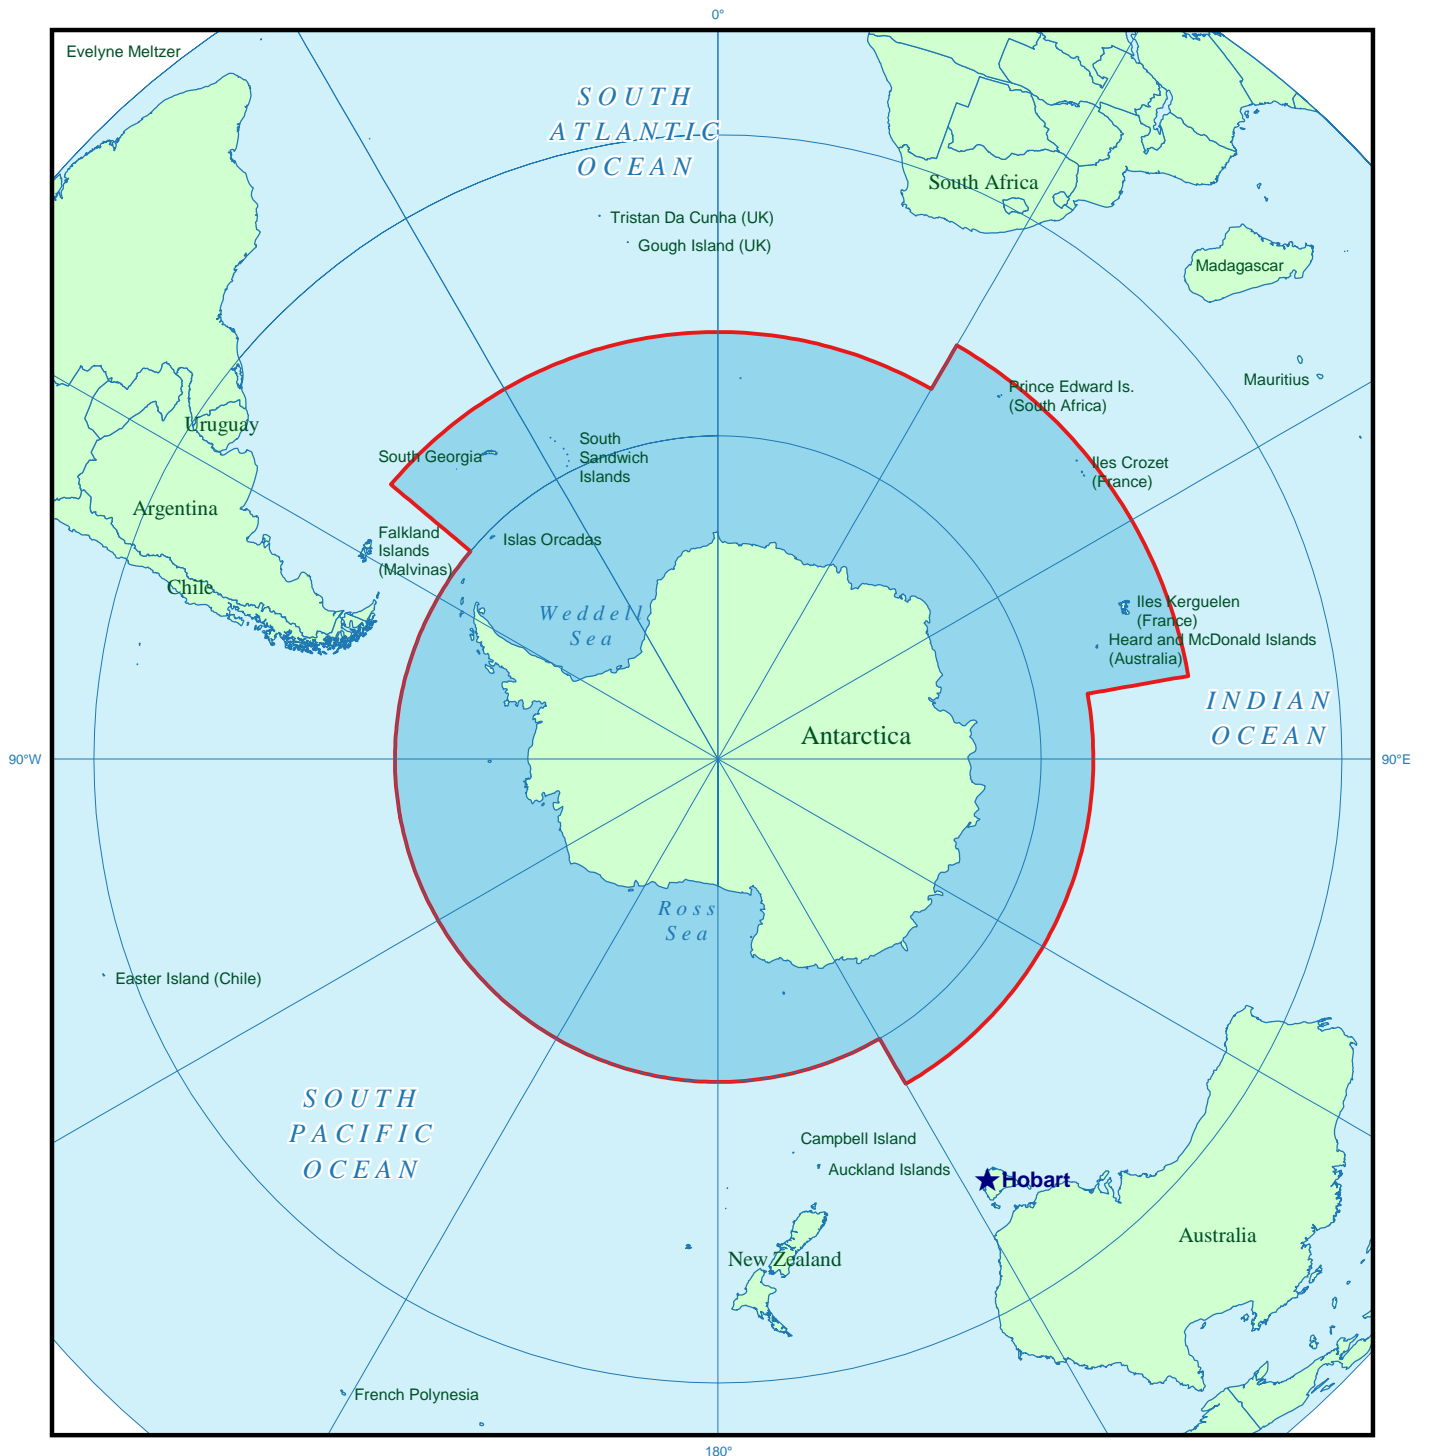 0°
Evelyne Meltzer
SOUTH
ATLANTIC
OCEAN
South Africa
Tristan Da Cunha (UK)
Gough Island (UK)
Madagascar
Mauritius
Prince Edward Is.
(South Africa)
Uruguay
South Georgia
South
Sandwich
Islands
Iles Crozet
(France)
Argentina
Falkland
Islands
(Malvinas)
Islas Orcadas
Chile
Weddell
Sea
Iles Kerguelen
(France)
Heard and McDonald Islands
(Australia)
INDIAN
OCEAN
Antarctica
90°W
90°E
Ross
Sea
Easter Island (Chile)
SOUTH
PACIFIC
OCEAN
Campbell Island
Auckland Islands
Hobart
Australia
New Zealand
French Polynesia
180°